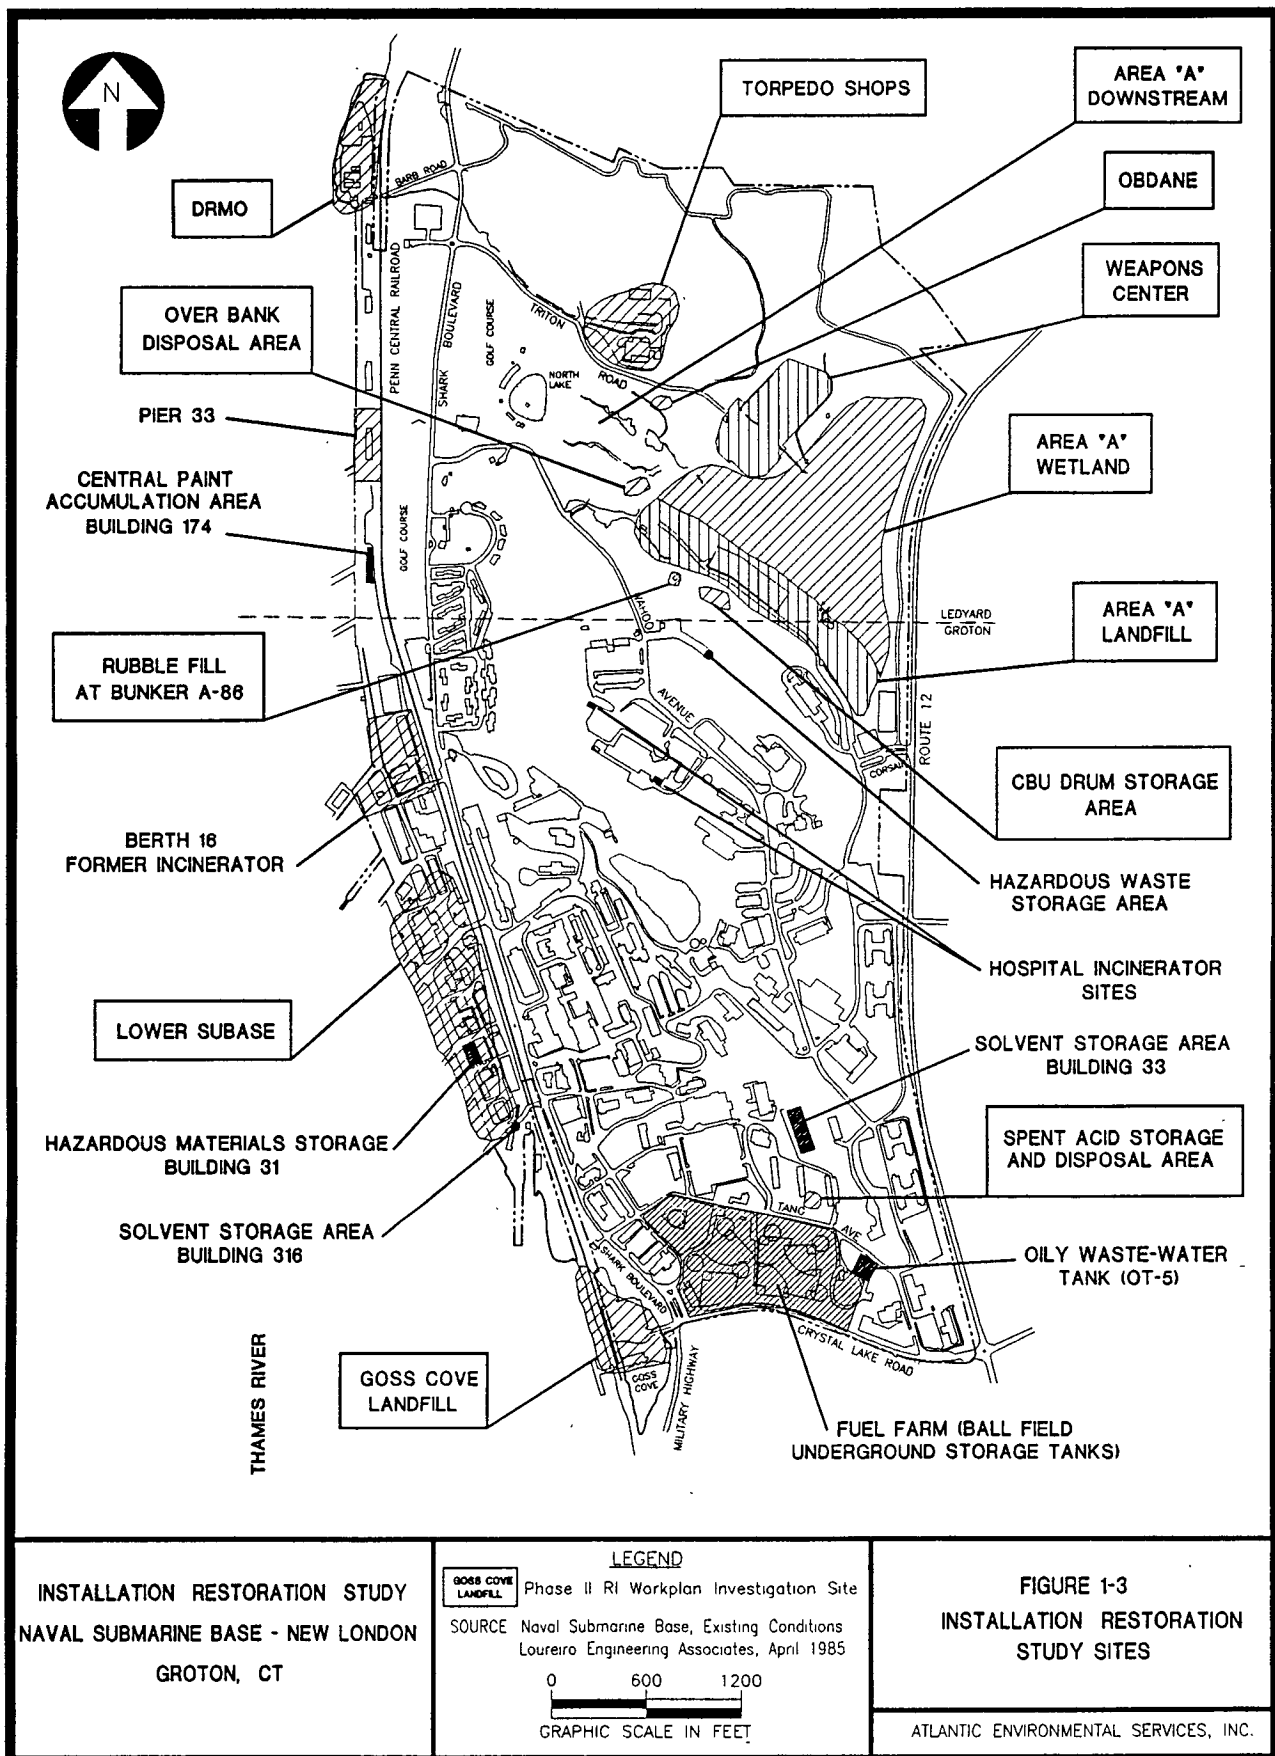 N
TORPEDO SHOPS
AREA "A"
DOWNSTREAM
OBDANE
WEAPONS
CENTER
DRMO
BARB ROAD
OVER BANK
DISPOSAL AREA
PENN CENTRAL RAILROAD
SHARK BOULEVARD
GOLF COURSE
TRITON
ROAD
NORTH
LAKE
PIER 33
AREA "A"
WETLAND
CENTRAL PAINT
ACCUMULATION AREA
BUILDING 174
GOLF COURSE
WAHOO
AVENUE
LEDYARD
GROTON
AREA "A"
LANDFILL
RUBBLE FILL
AT BUNKER A-86
ROUTE 12
CORSAIR
CBU DRUM STORAGE
AREA
BERTH 16
FORMER INCINERATOR
HAZARDOUS WASTE
STORAGE AREA
HOSPITAL INCINERATOR
SITES
LOWER SUBASE
SOLVENT STORAGE AREA
BUILDING 33
HAZARDOUS MATERIALS STORAGE
BUILDING 31
SPENT ACID STORAGE
AND DISPOSAL AREA
TANG
AVE
SOLVENT STORAGE AREA
BUILDING 316
SHARK BOULEVARD
OILY WASTE-WATER
TANK (OT-5)
CRYSTAL LAKE ROAD
THAMES RIVER
GOSS COVE
LANDFILL
GOSS
COVE
MILITARY HIGHWAY
FUEL FARM (BALL FIELD
UNDERGROUND STORAGE TANKS)
INSTALLATION RESTORATION STUDY
NAVAL SUBMARINE BASE - NEW LONDON
GROTON, CT
LEGEND
GOSS COVE
LANDFILL
Phase II RI Workplan Investigation Site
SOURCE Naval Submarine Base, Existing Conditions
Loureiro Engineering Associates, April 1985
0 600 1200
GRAPHIC SCALE IN FEET
FIGURE 1-3
INSTALLATION RESTORATION
STUDY SITES
ATLANTIC ENVIRONMENTAL SERVICES, INC.